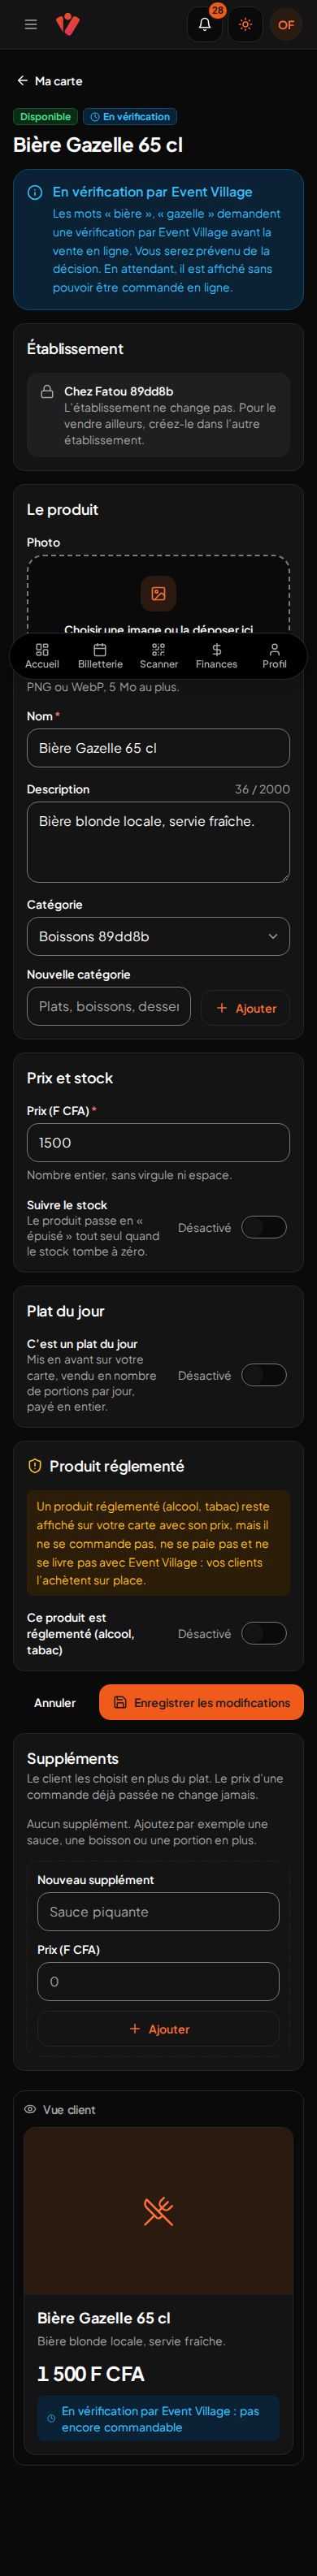 28
OF
Ma carte
Disponible
En vérification
Bière Gazelle 65 cl
En vérification par Event Village
Les mots « bière », « gazelle » demandent
une vérification par Event Village avant la
vente en ligne. Vous serez prévenu de la
décision. En attendant, il est affiché sans
pouvoir être commandé en ligne.
Établissement
Chez Fatou 89dd8b
L'établissement ne change pas. Pour le
vendre ailleurs, créez-le dans l'autre
établissement.
Le produit
Photo
Choisir une image ou la déposer ici
Accueil
Billetterie
Scanner
Finances
Profil
PNG ou WebP, 5 Mo au plus.
Nom *
Bière Gazelle 65 cl
Description
36 / 2000
Bière blonde locale, servie fraîche.
Catégorie
Boissons 89dd8b
Nouvelle catégorie
Plats, boissons, desser
Ajouter
Prix et stock
Prix (F CFA) *
1500
Nombre entier, sans virgule ni espace.
Suivre le stock
Le produit passe en «
épuisé » tout seul quand
le stock tombe à zéro.
Désactivé
Plat du jour
C'est un plat du jour
Mis en avant sur votre
carte, vendu en nombre
de portions par jour,
payé en entier.
Désactivé
Produit réglementé
Un produit réglementé (alcool, tabac) reste
affiché sur votre carte avec son prix, mais il
ne se commande pas, ne se paie pas et ne
se livre pas avec Event Village : vos clients
l'achètent sur place.
Ce produit est
réglementé (alcool,
tabac)
Désactivé
Annuler
Enregistrer les modifications
Suppléments
Le client les choisit en plus du plat. Le prix d'une
commande déjà passée ne change jamais.
Aucun supplément. Ajoutez par exemple une
sauce, une boisson ou une portion en plus.
Nouveau supplément
Sauce piquante
Prix (F CFA)
0
Ajouter
Vue client
Bière Gazelle 65 cl
Bière blonde locale, servie fraîche.
1 500 F CFA
En vérification par Event Village : pas
encore commandable